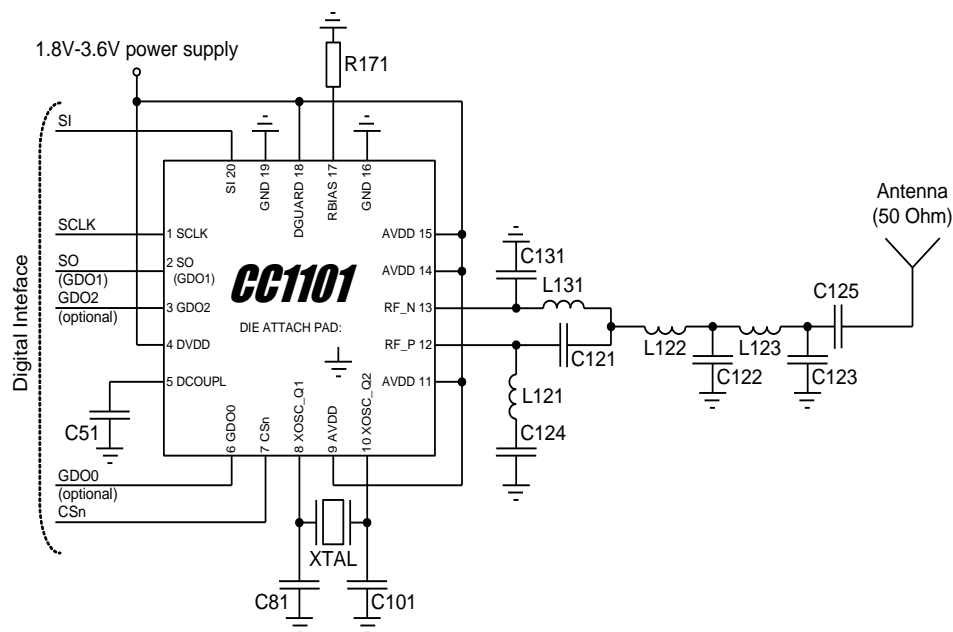 1.8V-3.6V power supply
R171
SI
SI 20
GND 19
DGUARD 18
RBIAS 17
GND 16
Antenna
(50 Ohm)
SCLK
1 SCLK
AVDD 15
SO
(GDO1)
2 SO
(GDO1)
CC1101
AVDD 14
C131
L131
GDO2
(optional)
3 GDO2
RF_N 13
C125
DIE ATTACH PAD:
4 DVDD
RF_P 12
C121
L122
L123
C122
C123
Digital Inteface
5 DCOUPL
AVDD 11
L121
C51
C124
6 GDO0
7 CSn
8 XOSC_Q1
9 AVDD
10 XOSC_Q2
GDO0
(optional)
CSn
XTAL
C81
C101